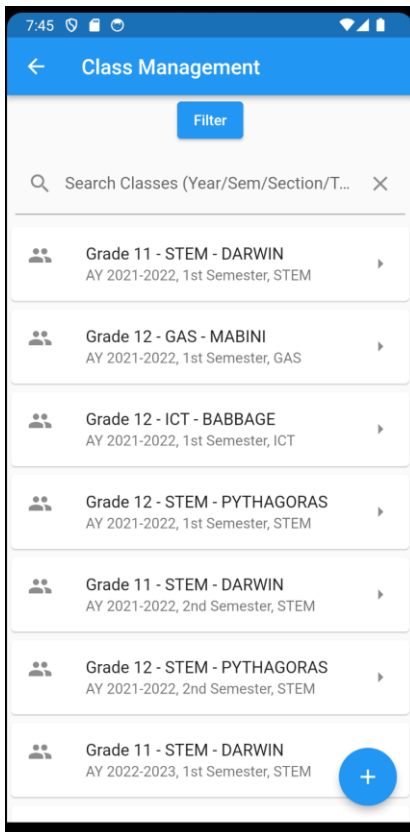 7:45
Class Management
Filter
Search Classes (Year/Sem/Section/T...
Grade 11 - STEM - DARWIN
AY 2021-2022, 1st Semester, STEM
Grade 12 - GAS - MABINI
AY 2021-2022, 1st Semester, GAS
Grade 12 - ICT - BABBAGE
AY 2021-2022, 1st Semester, ICT
Grade 12 - STEM - PYTHAGORAS
AY 2021-2022, 1st Semester, STEM
Grade 11 - STEM - DARWIN
AY 2021-2022, 2nd Semester, STEM
Grade 12 - STEM - PYTHAGORAS
AY 2021-2022, 2nd Semester, STEM
Grade 11 - STEM - DARWIN
AY 2022-2023, 1st Semester, STEM